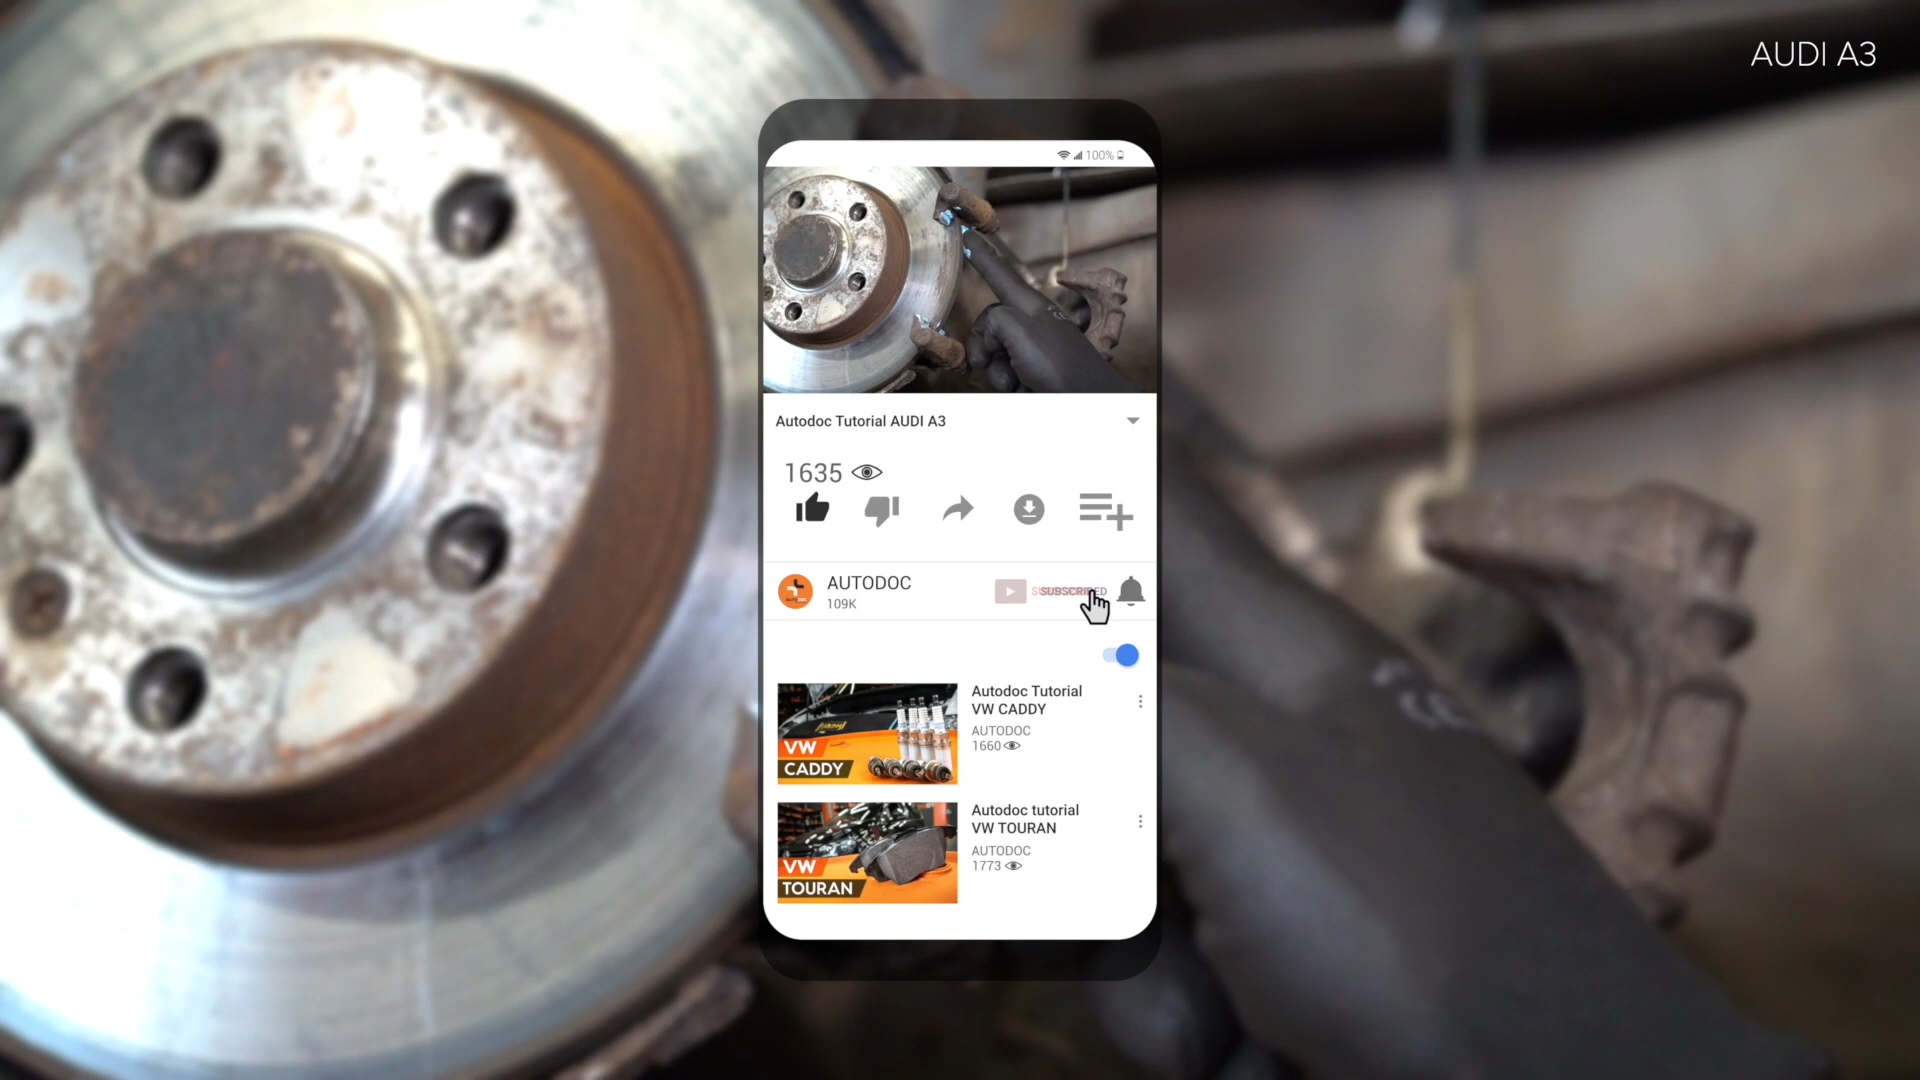 AUDI A3
100%
Autodoc Tutorial AUDI A3
1635
AUTODOC
109K
SUBSCRIBED
Autodoc Tutorial
VW CADDY
AUTODOC
1660
VW
CADDY
Autodoc tutorial
VW TOURAN
AUTODOC
1773
VW
TOURAN